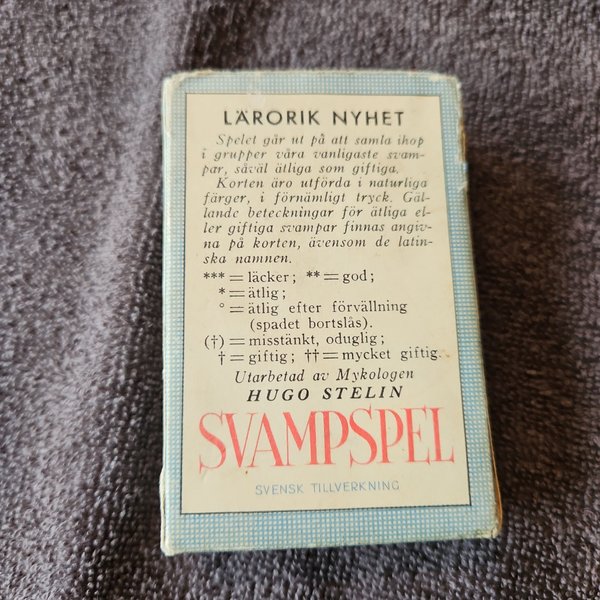 LÄRORIK NYHET
Spelet går ut på att samla ihop
i grupper våra vanligaste svam-
par, såväl ätliga som giftiga.
Korten äro utförda i naturliga
färger, i förnämligt tryck. Gäl-
lande beteckningar för ätliga el-
ler giftiga svampar finnas angiv-
na på korten, ävensom de latin-
ska namnen.
*** = läcker; ** = god;
* = ätlig;
° = ätlig efter förvällning
(spadet bortslås).
(†) = misstänkt, oduglig;
† = giftig; †† = mycket giftig.
Utarbetad av Mykologen
HUGO STELIN
SVAMPSPEL
SVENSK TILLVERKNING